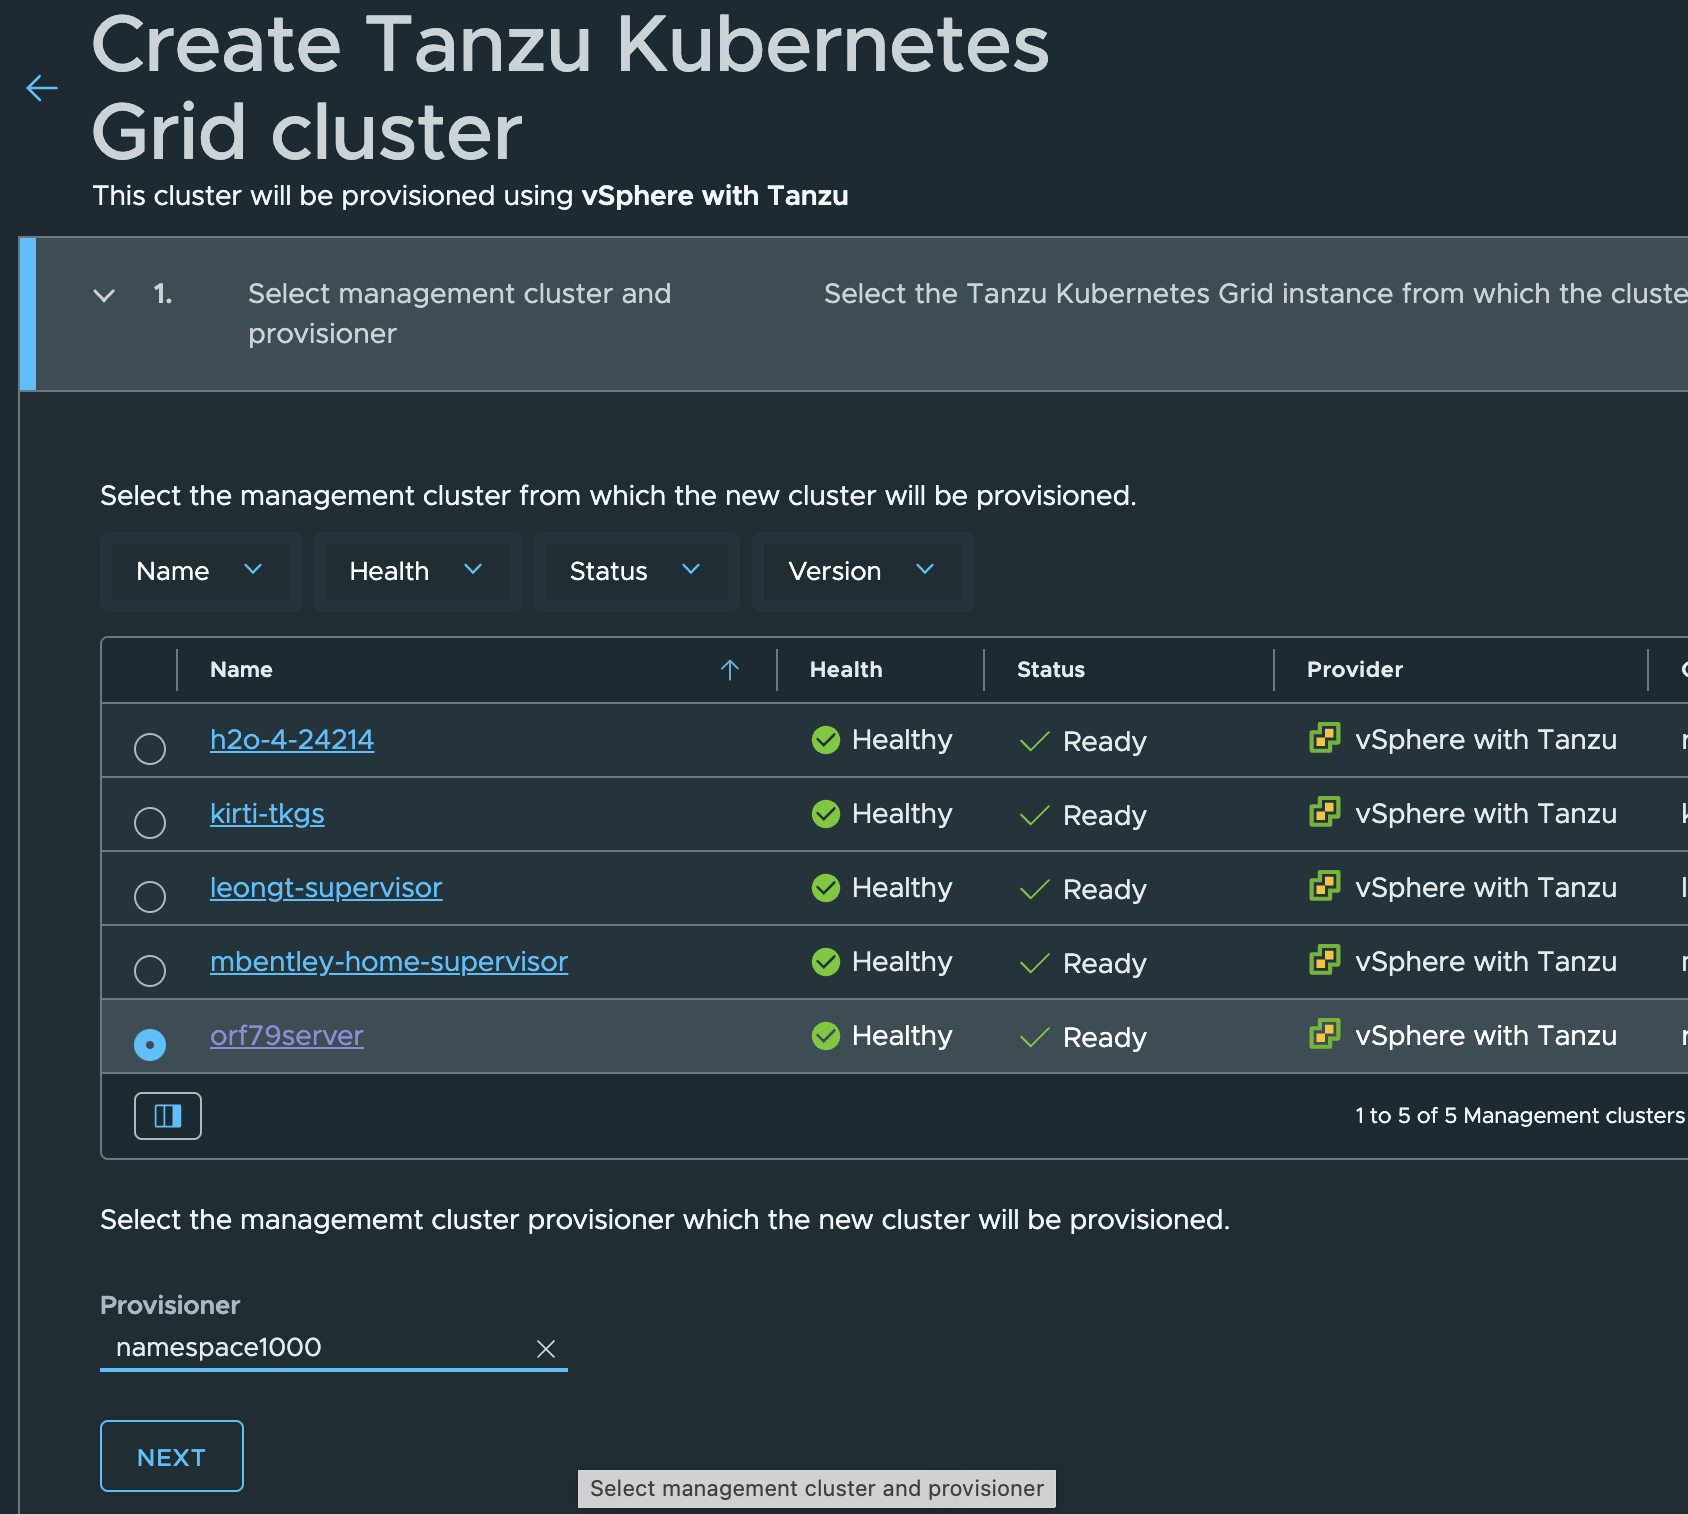 Create Tanzu Kubernetes
Grid cluster
This cluster will be provisioned using vSphere with Tanzu
1. Select management cluster and provisioner
Select the Tanzu Kubernetes Grid instance from which the
Select the management cluster from which the new cluster will be provisioned.
Name Health Status Version
Name Health Status Provider
h2o-4-24214 Healthy Ready vSphere with Tanzu
kirti-tkgs Healthy Ready vSphere with Tanzu
leongt-supervisor Healthy Ready vSphere with Tanzu
mbentley-home-supervisor Healthy Ready vSphere with Tanzu
orf79server Healthy Ready vSphere with Tanzu
1 to 5 of 5 Management clusters
Select the managememt cluster provisioner which the new cluster will be provisioned.
Provisioner
namespace1000
NEXT
Select management cluster and provisioner